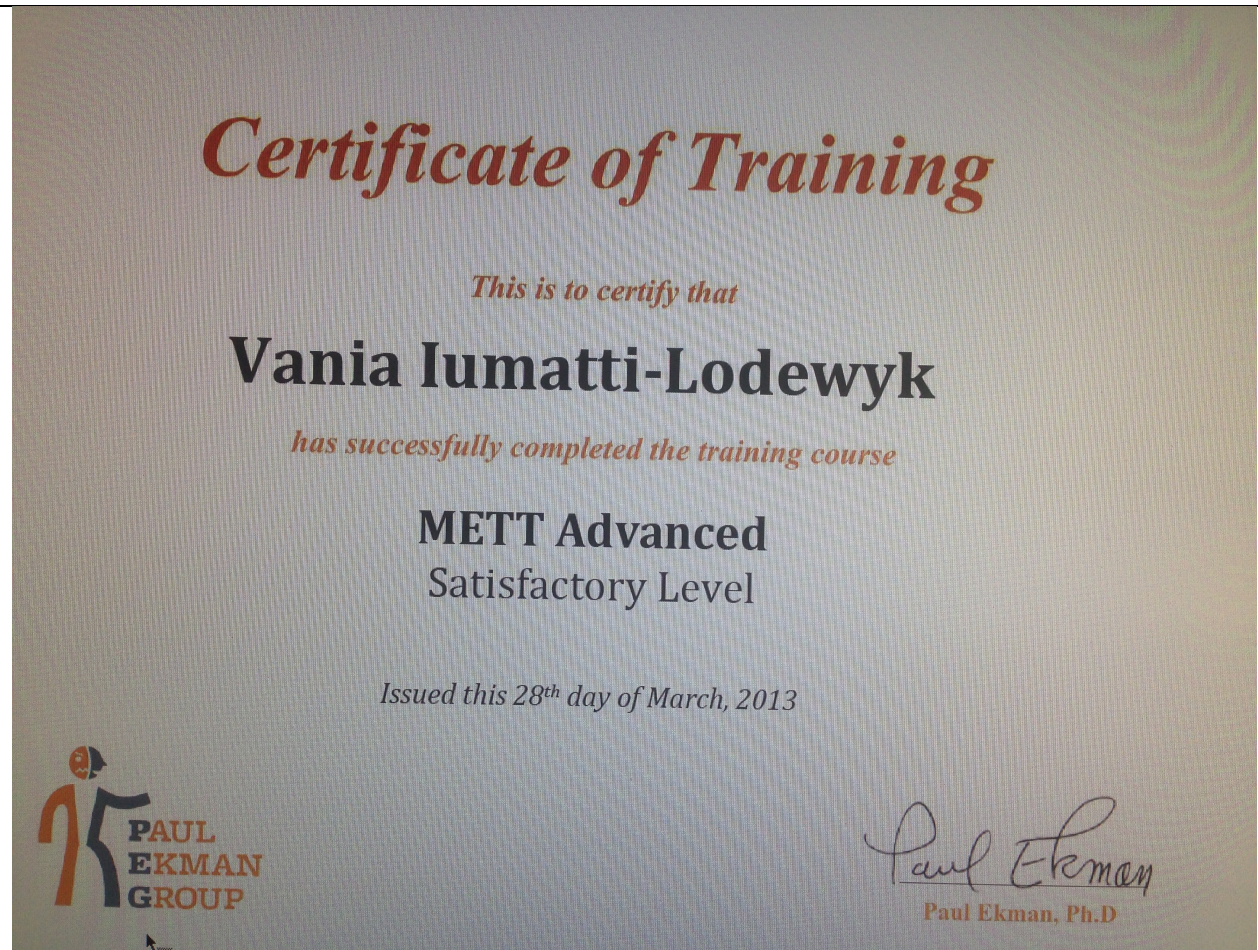 Certificate of Training
This is to certify that
Vania Iumatti-Lodewyk
has successfully completed the training course
METT Advanced
Satisfactory Level
Issued this 28th day of March, 2013
PAUL
EKMAN
GROUP
Paul Ekman
Paul Ekman, Ph.D